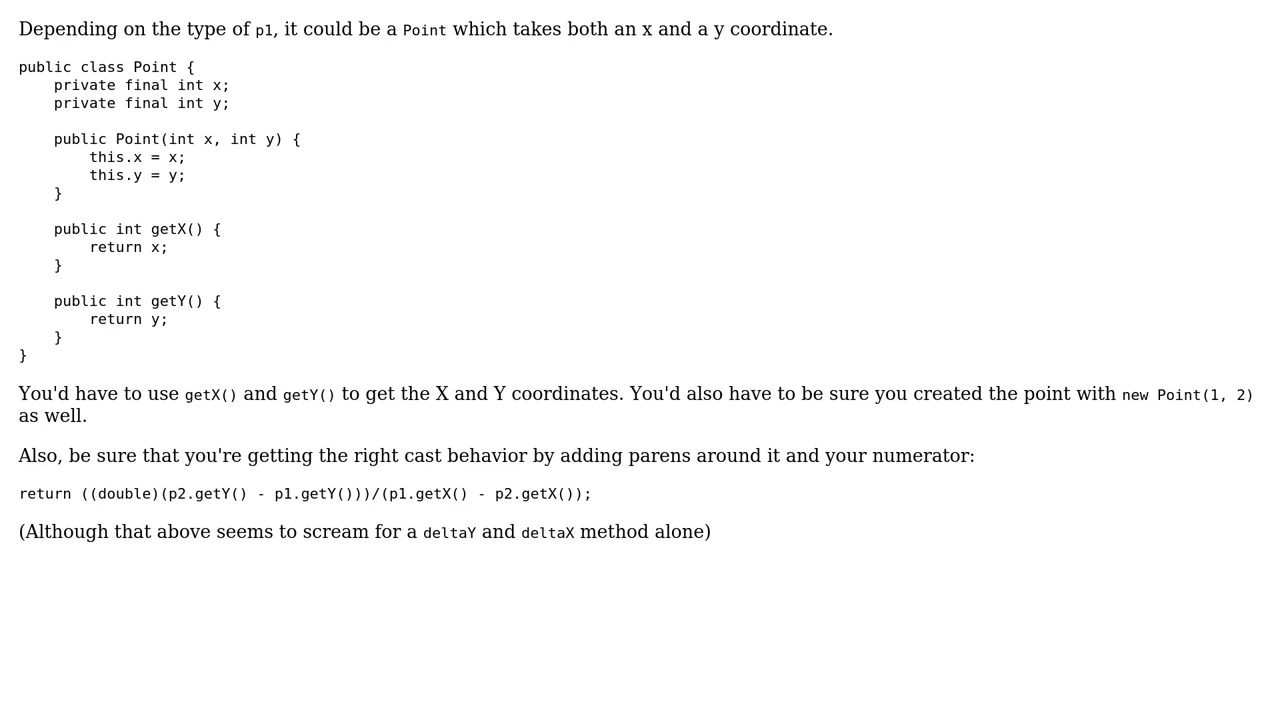 Depending on the type of p1, it could be a Point which takes both an x and a y coordinate.
public class Point {
    private final int x;
    private final int y;

    public Point(int x, int y) {
        this.x = x;
        this.y = y;
    }

    public int getX() {
        return x;
    }

    public int getY() {
        return y;
    }
}
You'd have to use getX() and getY() to get the X and Y coordinates. You'd also have to be sure you created the point with new Point(1, 2)
as well.
Also, be sure that you're getting the right cast behavior by adding parens around it and your numerator:
return ((double)(p2.getY() - p1.getY()))/(p1.getX() - p2.getX());
(Although that above seems to scream for a deltaY and deltaX method alone)